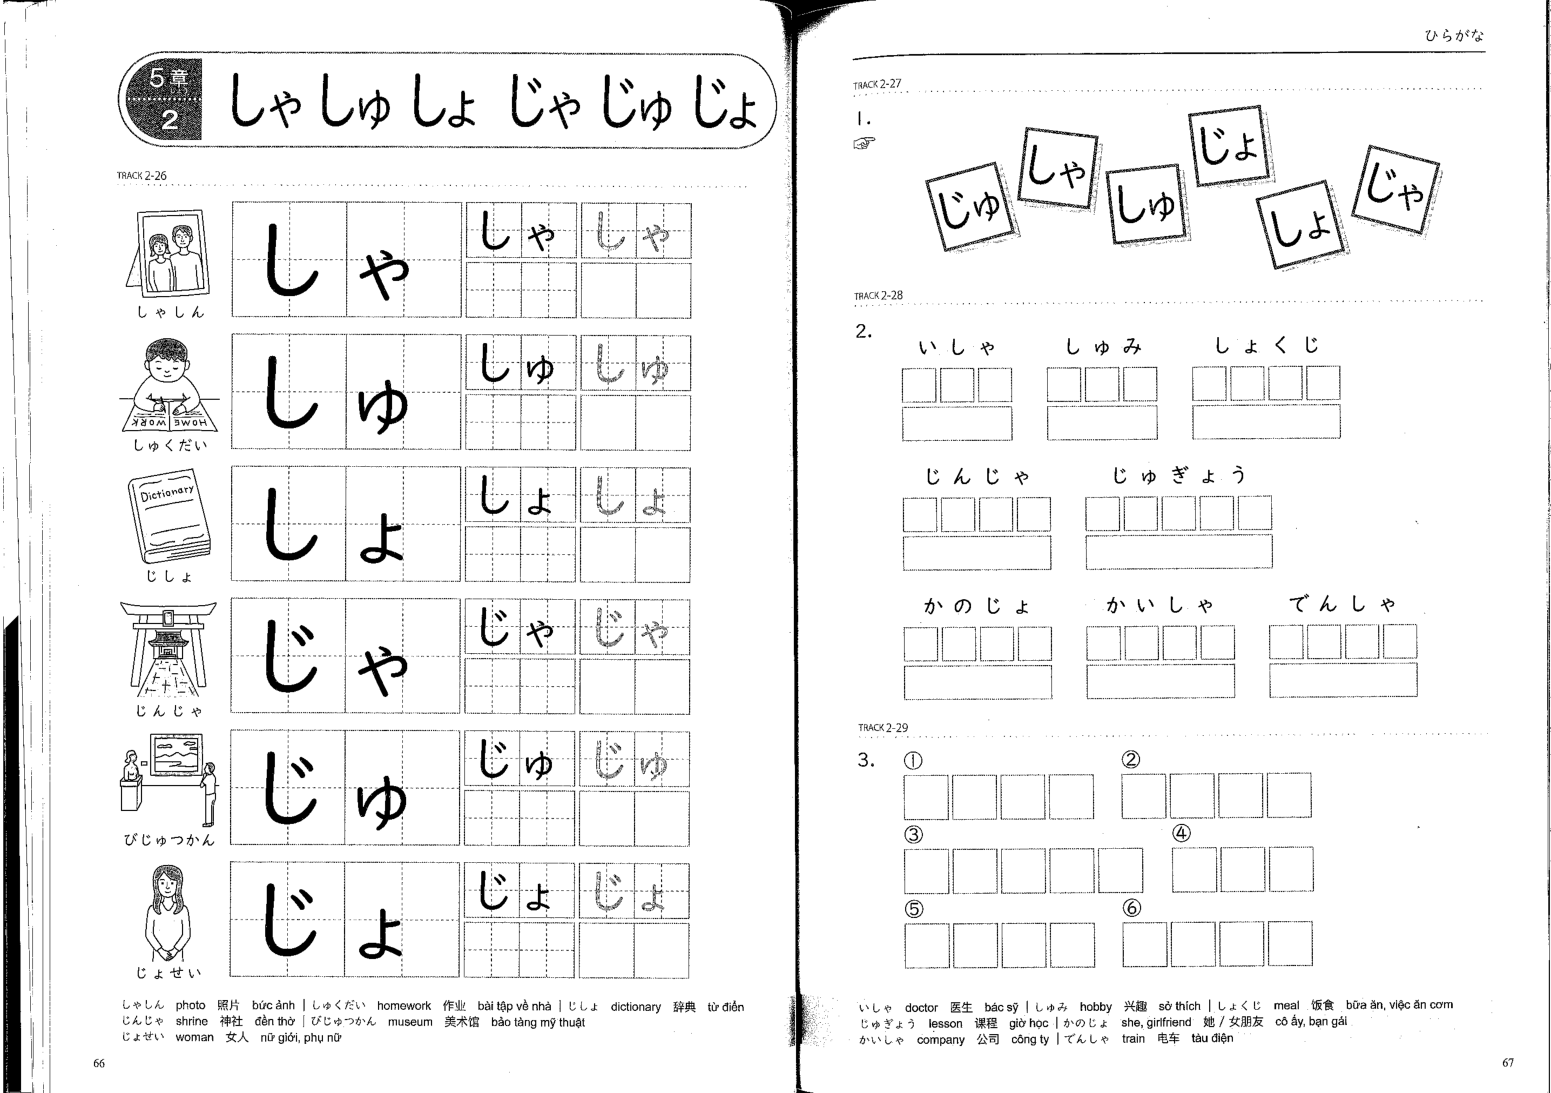 5章
2
しゃ しゅ しょ じゃ じゅ じょ
TRACK 2-26
しゃ しゃ しゃ
しゃしん
しゅ しゅ しゅ
HOME WORK
しゅくだい
しょ しょ しょ
Dictionary
じしょ
じゃ じゃ じゃ
じんじゃ
じゅ じゅ じゅ
びじゅつかん
じょ じょ じょ
じょせい
しゃしん photo 照片 bức ảnh | しゅくだい homework 作业 bài tập về nhà | じしょ dictionary 辞典 từ điển
じんじゃ shrine 神社 đền thờ | びじゅつかん museum 美术馆 bảo tàng mỹ thuật
じょせい woman 女人 nữ giới, phụ nữ
66
ひらがな
TRACK 2-27
1.
じゅ しゃ しゅ じょ しょ じゃ
TRACK 2-28
2.
いしゃ しゅみ しょくじ
じんじゃ じゅぎょう
かのじょ かいしゃ でんしゃ
TRACK 2-29
3. ① ②
③ ④
⑤ ⑥
いしゃ doctor 医生 bác sỹ | しゅみ hobby 兴趣 sở thích | しょくじ meal 饭食 bữa ăn, việc ăn cơm
じゅぎょう lesson 课程 giờ học | かのじょ she, girlfriend 她 / 女朋友 cô ấy, bạn gái
かいしゃ company 公司 công ty | でんしゃ train 电车 tàu điện
67